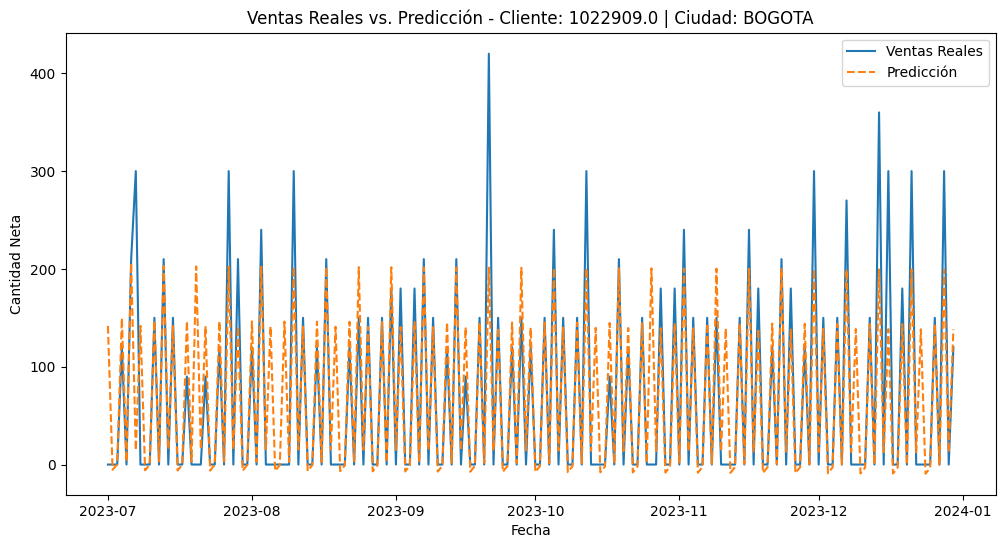 Ventas Reales vs. Predicción - Cliente: 1022909.0 | Ciudad: BOGOTA
Ventas Reales
Predicción
Cantidad Neta
400
300
200
100
0
2023-07
2023-08
2023-09
2023-10
2023-11
2023-12
2024-01
Fecha